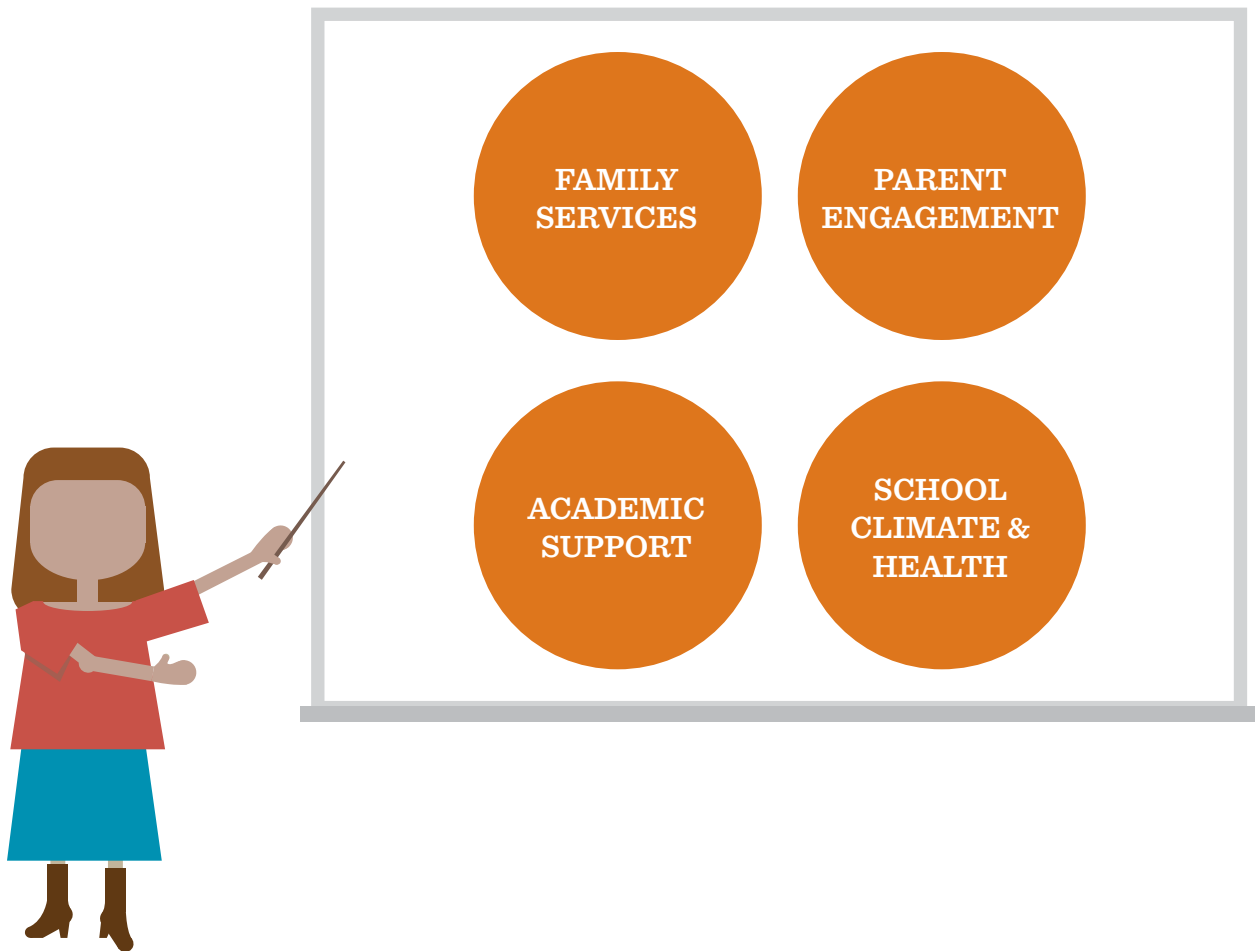 FAMILY
SERVICES
PARENT
ENGAGEMENT
ACADEMIC
SUPPORT
SCHOOL
CLIMATE &
HEALTH